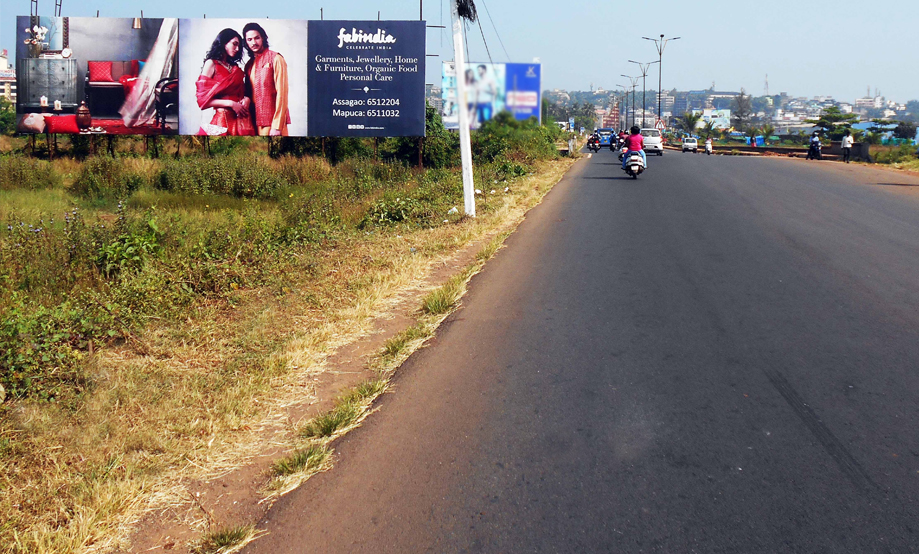 fabindia
CELEBRATE INDIA
Garments, Jewellery, Home
& Furniture, Organic Food
Personal Care
Assagao: 6512204
Mapuca: 6511032